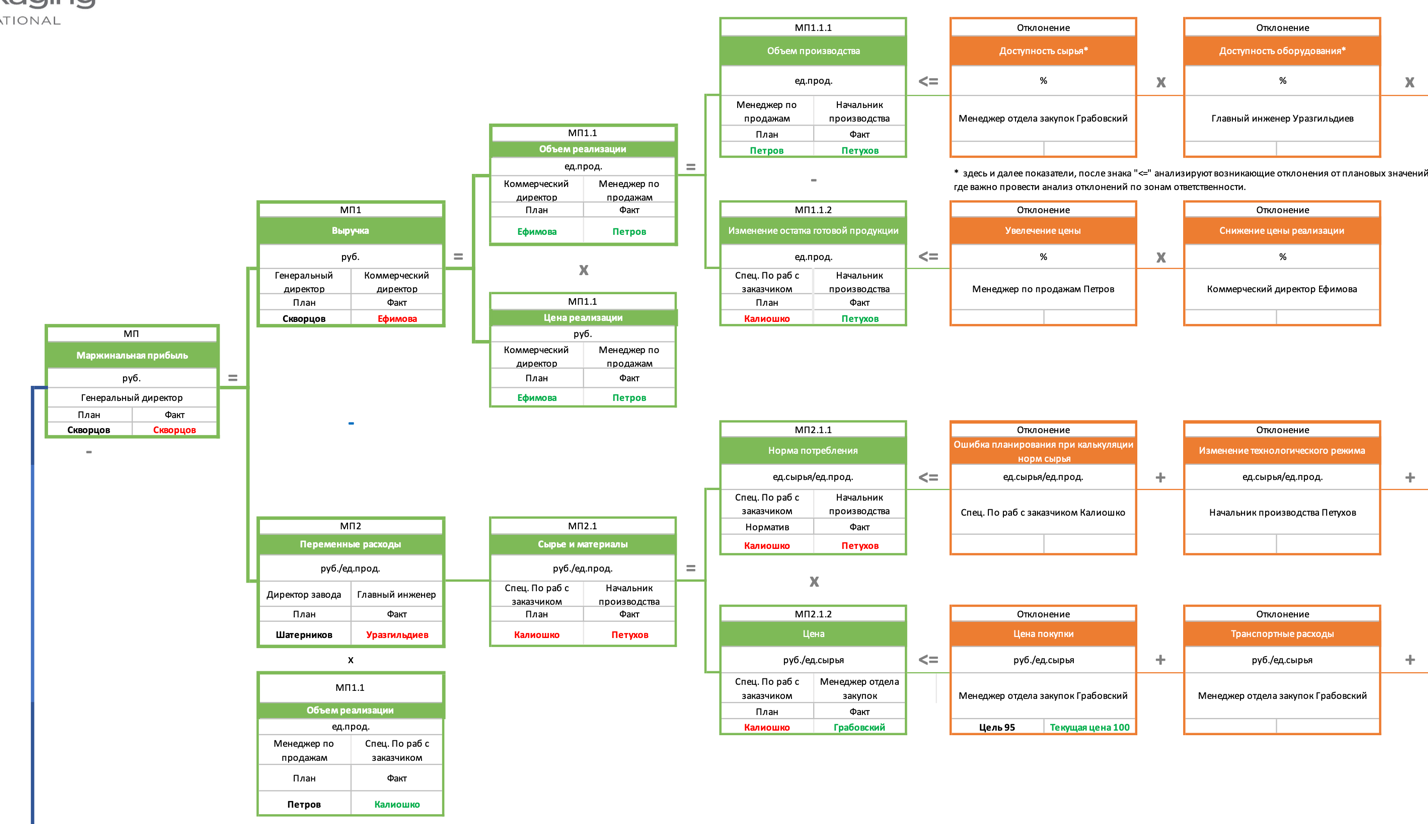 kaging
ATIONAL
МП
Маржинальная прибыль
руб.
Генеральный директор
План Факт
Скворцов Скворцов
-
=
МП1
Выручка
руб.
Генеральный Коммерческий
директор директор
План Факт
Скворцов Ефимова
=
-
МП2
Переменные расходы
руб./ед.прод.
Директор завода Главный инженер
План Факт
Шатерников Уразгильдиев
x
МП1.1
Объем реализации
ед.прод.
Менеджер по Спец. По раб с
продажам заказчиком
План Факт
Петров Калиошко
МП1.1
Объем реализации
ед.прод.
Коммерческий Менеджер по
директор продажам
План Факт
Ефимова Петров
=
x
МП1.1
Цена реализации
руб.
Коммерческий Менеджер по
директор продажам
План Факт
Ефимова Петров
МП2.1
Сырье и материалы
руб./ед.прод.
Спец. По раб с Начальник
заказчиком производства
План Факт
Калиошко Петухов
=
МП1.1.1
Объем производства
ед.прод.
Менеджер по Начальник
продажам производства
План Факт
Петров Петухов
<=
Отклонение
Доступность сырья*
%
Менеджер отдела закупок Грабовский
x
Отклонение
Доступность оборудования*
%
Главный инженер Уразгильдиев
x
-
* здесь и далее показатели, после знака "<=" анализируют возникающие отклонения от плановых значений
где важно провести анализ отклонений по зонам ответственности.
МП1.1.2
Изменение остатка готовой продукции
ед.прод.
Спец. По раб с Начальник
заказчиком производства
План Факт
Калиошко Петухов
<=
Отклонение
Увелечение цены
%
Менеджер по продажам Петров
x
Отклонение
Снижение цены реализации
%
Коммерческий директор Ефимова
МП2.1.1
Норма потребления
ед.сырья/ед.прод.
Спец. По раб с Начальник
заказчиком производства
Норматив Факт
Калиошко Петухов
<=
Отклонение
Ошибка планирования при калькуляции
норм сырья
ед.сырья/ед.прод.
Спец. По раб с заказчиком Калиошко
+
Отклонение
Изменение технологического режима
ед.сырья/ед.прод.
Начальник производства Петухов
+
x
МП2.1.2
Цена
руб./ед.сырья
Спец. По раб с Менеджер отдела
заказчиком закупок
План Факт
Калиошко Грабовский
<=
Отклонение
Цена покупки
руб./ед.сырья
Менеджер отдела закупок Грабовский
Цель 95 Текущая цена 100
+
Отклонение
Транспортные расходы
руб./ед.сырья
Менеджер отдела закупок Грабовский
+